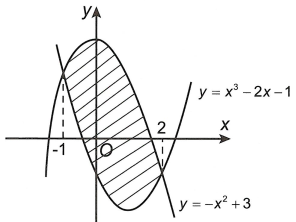 y
y = x³ − 2x − 1
2
x
-1
O
y = −x² + 3